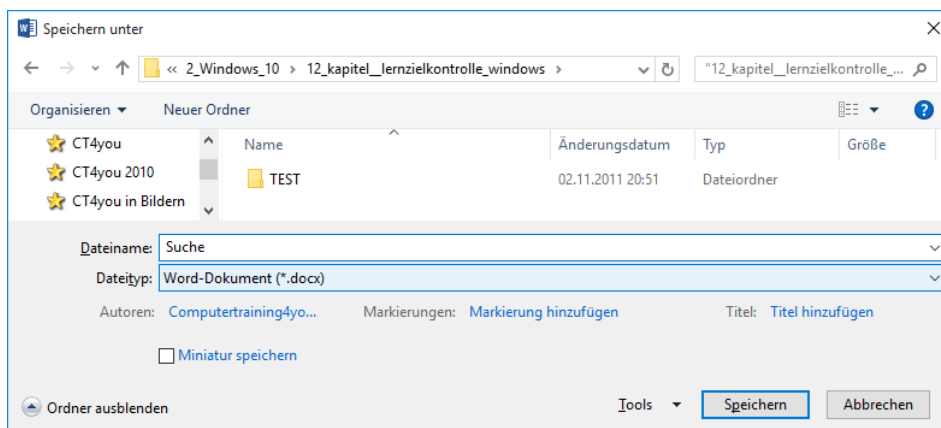 Speichern unter
« 2_Windows_10 › 12_kapitel__lernzielkontrolle_windows › "12_kapitel__lernzielkontrolle_...
Organisieren Neuer Ordner ?
CT4you
CT4you 2010
CT4you in Bildern
Name Änderungsdatum Typ Größe
TEST 02.11.2011 20:51 Dateiordner
Dateiname: Suche
Dateityp: Word-Dokument (*.docx)
Autoren: Computertraining4yo... Markierungen: Markierung hinzufügen Titel: Titel hinzufügen
Miniatur speichern
Ordner ausblenden Tools Speichern Abbrechen